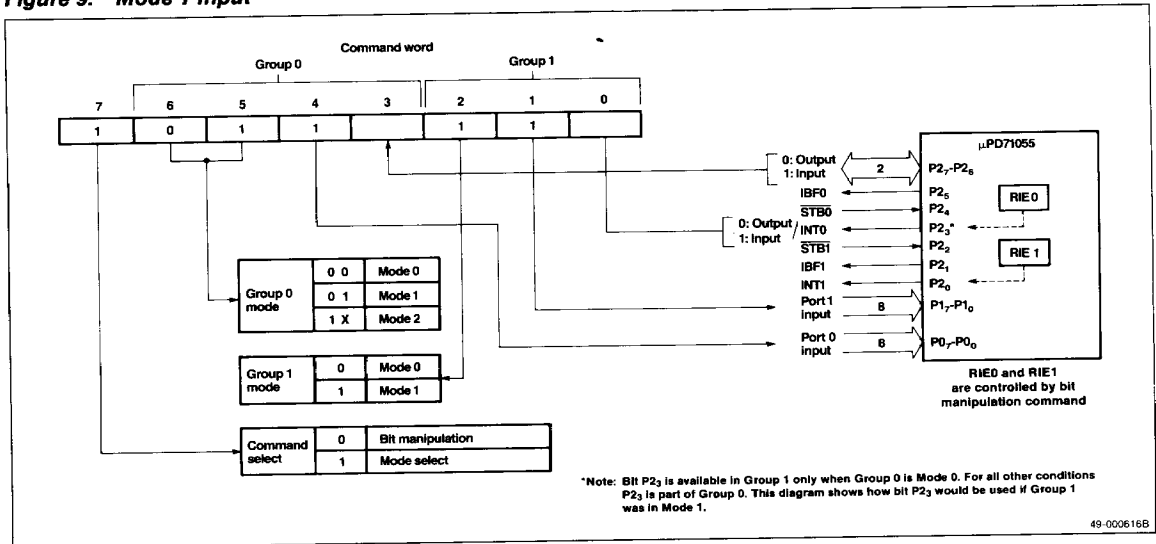 Figure 9. Mode 1 Input
Command word
Group 0 Group 1
7 6 5 4 3 2 1 0
1 0 1 1 1 1
0: Output
1: Input
2
IBF0
STB0
0: Output
1: Input
/INT0
STB1
IBF1
INT1
Port 1
input
8
Port 0
input
8
µPD71055
P2₇-P2₆
P2₅
P2₄
P2₃*
P2₂
P2₁
P2₀
P1₇-P1₀
P0₇-P0₀
RIE0
RIE 1
RIE0 and RIE1
are controlled by bit
manipulation command
Group 0
mode
0 0 Mode 0
0 1 Mode 1
1 X Mode 2
Group 1
mode
0 Mode 0
1 Mode 1
Command
select
0 Bit manipulation
1 Mode select
*Note: Bit P2₃ is available in Group 1 only when Group 0 is Mode 0. For all other conditions
P2₃ is part of Group 0. This diagram shows how bit P2₃ would be used if Group 1
was in Mode 1.
49-000616B